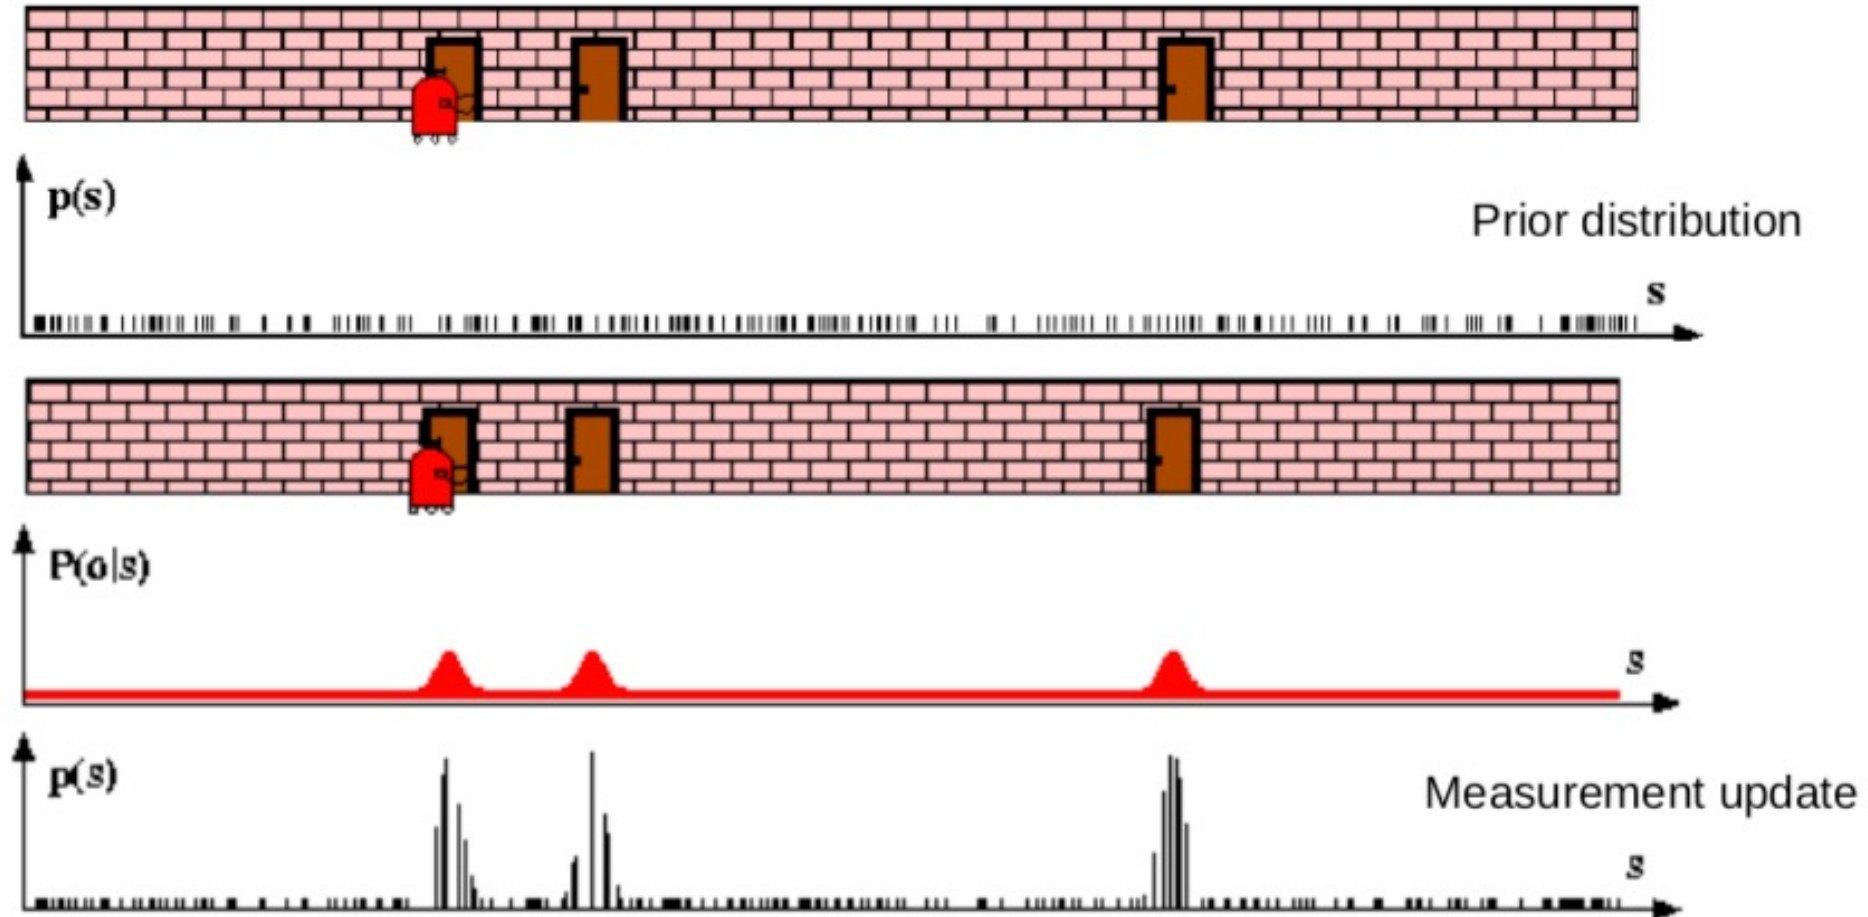 p(s)
Prior distribution
s
P(o|s)
s
p(s)
Measurement update
s